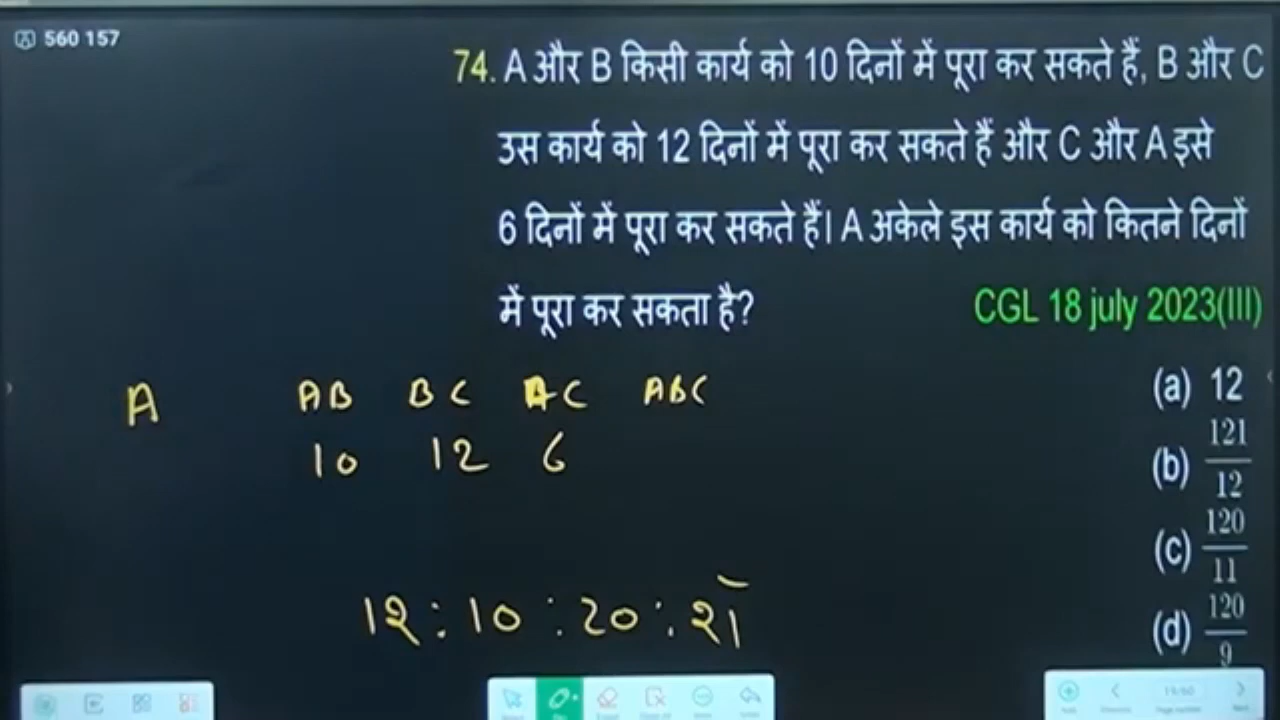 560 157
74. A और B किसी कार्य को 10 दिनों में पूरा कर सकते हैं, B और C
उस कार्य को 12 दिनों में पूरा कर सकते हैं और C और A इसे
6 दिनों में पूरा कर सकते हैं। A अकेले इस कार्य को कितने दिनों
में पूरा कर सकता है?
CGL 18 july 2023(III)
(a) 12
(b) 121/12
(c) 120/11
(d) 120/9
A AB BC AC ABC
10 12 6
12 : 10 : 20 : 21